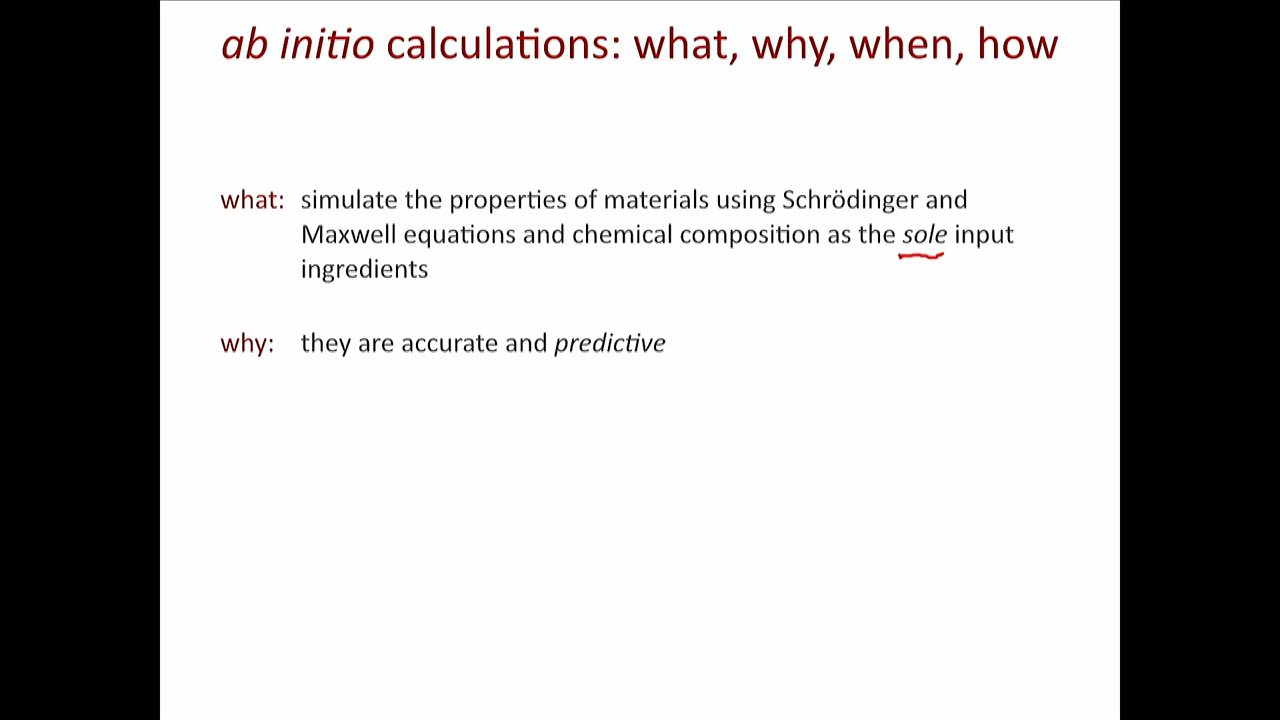 ab initio calculations: what, why, when, how
what: simulate the properties of materials using Schrödinger and
Maxwell equations and chemical composition as the sole input
ingredients
why: they are accurate and predictive